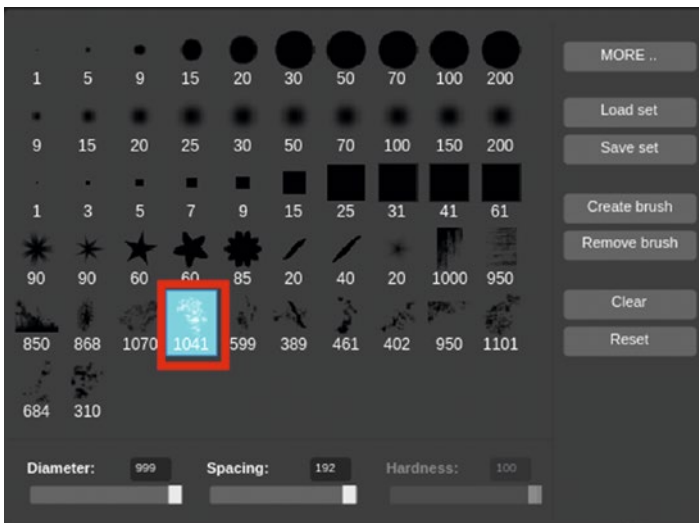 1 5 9 15 20 30 50 70 100 200
MORE ..
9 15 20 25 30 50 70 100 150 200
Load set
Save set
1 3 5 7 9 15 25 31 41 61
Create brush
90 90 60 60 85 20 40 20 1000 950
Remove brush
850 868 1070 1041 599 389 461 402 950 1101
Clear
Reset
684 310
Diameter: 999 Spacing: 192 Hardness: 100